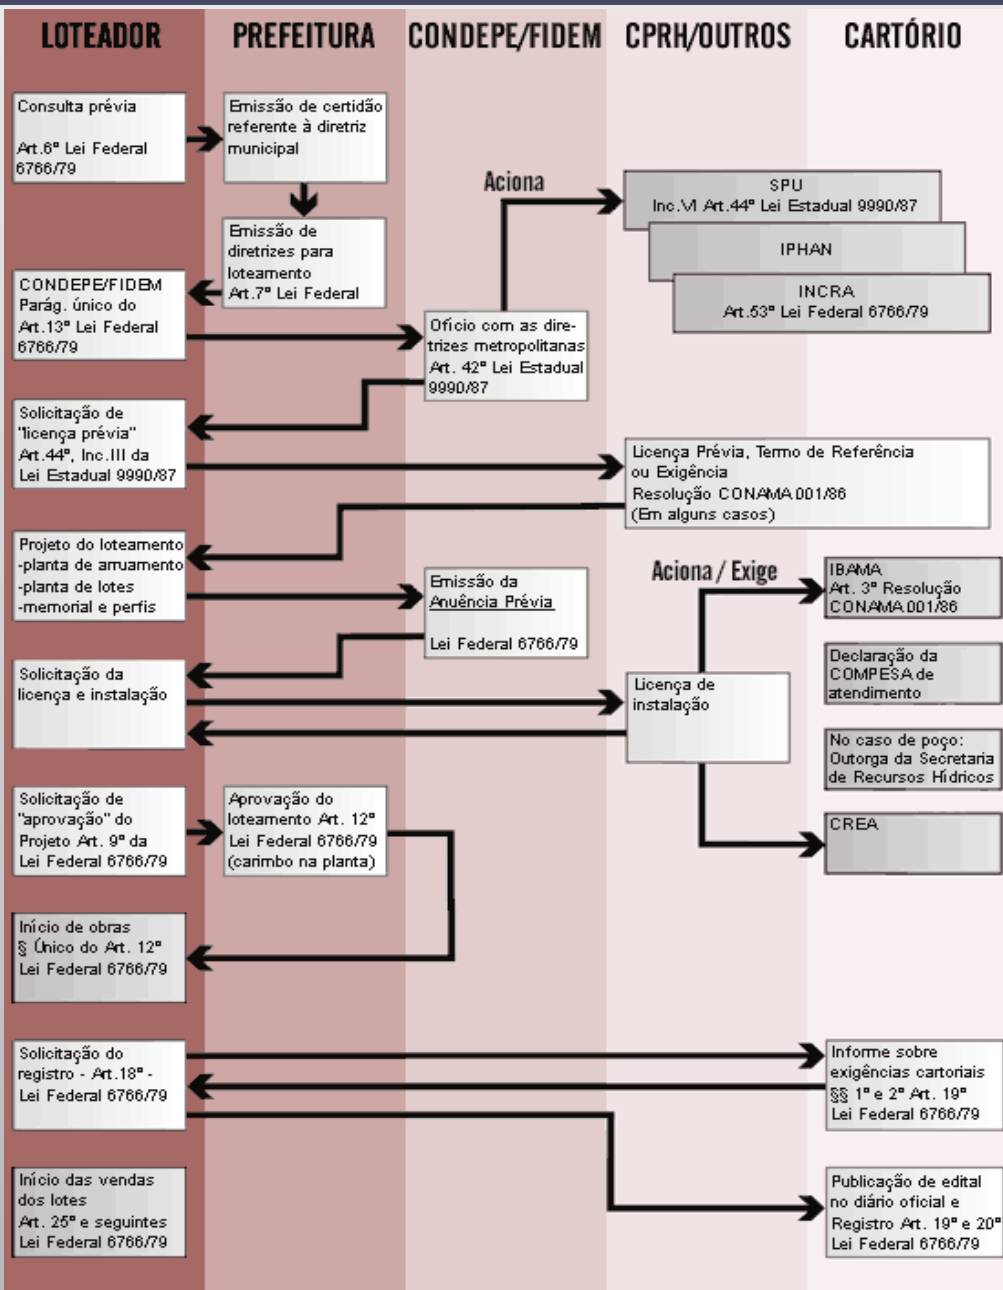 LOTEADOR PREFEITURA CONDEPE/FIDEM CPRH/OUTROS CARTÓRIO
Consulta prévia
Art.6º Lei Federal
6766/79
Emissão de certidão
referente à diretriz
municipal
Emissão de
diretrizes para
loteamento
Art.7º Lei Federal
Aciona
SPU
Inc.VI Art.44º Lei Estadual 9990/87
IPHAN
INCRA
Art.53º Lei Federal 6766/79
CONDEPE/FIDEM
Parág. único do
Art.13º Lei Federal
6766/79
Ofício com as dire-
trizes metropolitanas
Art. 42º Lei Estadual
9990/87
Solicitação de
"licença prévia"
Art.44º, Inc.III da
Lei Estadual 9990/87
Licença Prévia, Termo de Referência
ou Exigência
Resolução CONAMA 001/86
(Em alguns casos)
Projeto do loteamento
-planta de arruamento
-planta de lotes
-memorial e perfis
Emissão da
Anuência Prévia
Lei Federal 6766/79
Aciona / Exige
IBAMA
Art. 3º Resolução
CONAMA 001/86
Declaração da
COMPESA de
atendimento
No caso de poço:
Outorga da Secretaria
de Recursos Hídricos
CREA
Solicitação da
licença e instalação
Licença de
instalação
Solicitação de
"aprovação" do
Projeto Art. 9º da
Lei Federal 6766/79
Aprovação do
loteamento Art. 12º
Lei Federal 6766/79
(carimbo na planta)
Início de obras
§ Único do Art. 12º
Lei Federal 6766/79
Solicitação do
registro - Art.18º -
Lei Federal 6766/79
Informe sobre
exigências cartoriais
§§ 1º e 2º Art. 19º
Lei Federal 6766/79
Início das vendas
dos lotes
Art. 25º e seguintes
Lei Federal 6766/79
Publicação de edital
no diário oficial e
Registro Art. 19º e 20º
Lei Federal 6766/79